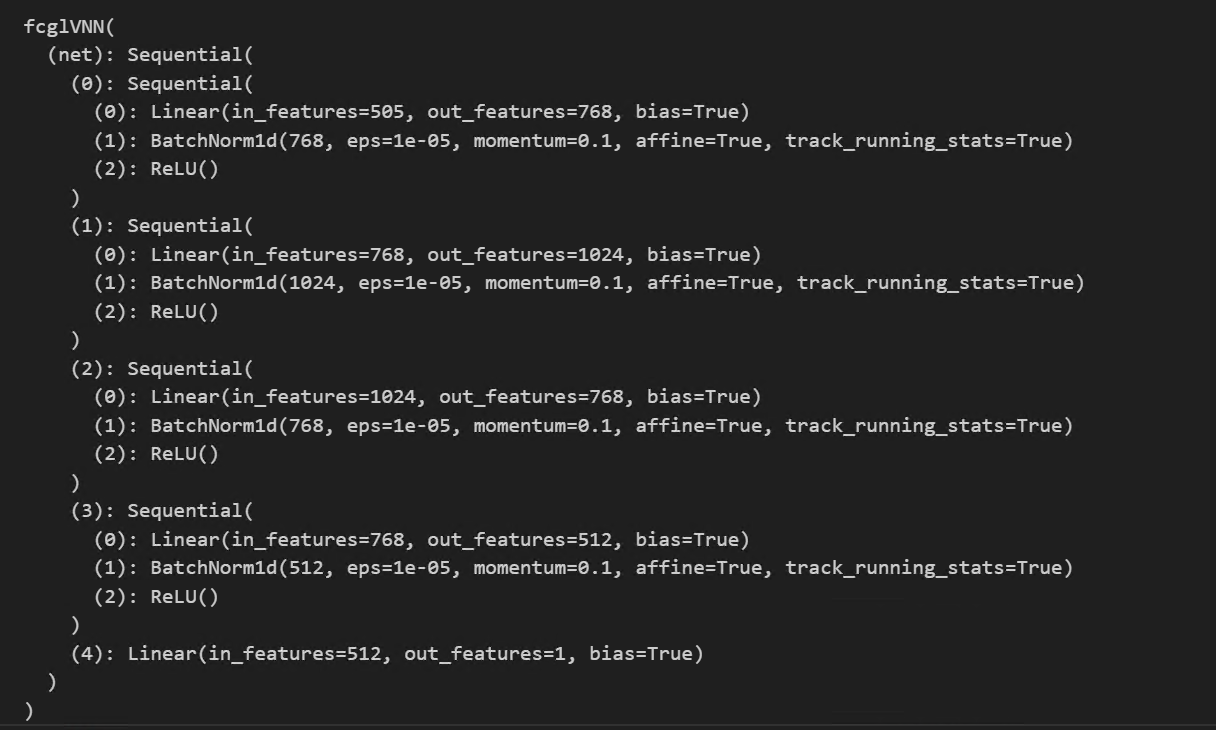 fcglVNN(
  (net): Sequential(
    (0): Sequential(
      (0): Linear(in_features=505, out_features=768, bias=True)
      (1): BatchNorm1d(768, eps=1e-05, momentum=0.1, affine=True, track_running_stats=True)
      (2): ReLU()
    )
    (1): Sequential(
      (0): Linear(in_features=768, out_features=1024, bias=True)
      (1): BatchNorm1d(1024, eps=1e-05, momentum=0.1, affine=True, track_running_stats=True)
      (2): ReLU()
    )
    (2): Sequential(
      (0): Linear(in_features=1024, out_features=768, bias=True)
      (1): BatchNorm1d(768, eps=1e-05, momentum=0.1, affine=True, track_running_stats=True)
      (2): ReLU()
    )
    (3): Sequential(
      (0): Linear(in_features=768, out_features=512, bias=True)
      (1): BatchNorm1d(512, eps=1e-05, momentum=0.1, affine=True, track_running_stats=True)
      (2): ReLU()
    )
    (4): Linear(in_features=512, out_features=1, bias=True)
  )
)